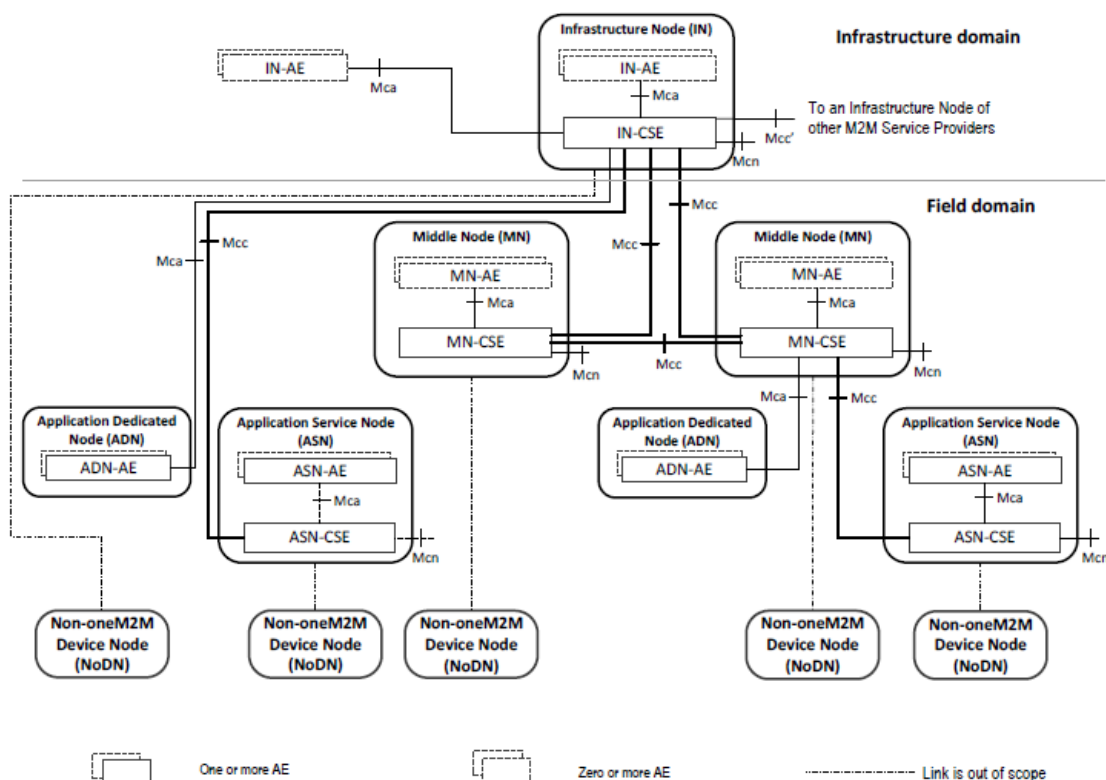 Infrastructure Node (IN)
Infrastructure domain
IN-AE
IN-AE
Mca
Mca
To an Infrastructure Node of
other M2M Service Providers
IN-CSE
Mcc'
Mcn
Mcc
Field domain
Mcc
Mca
Middle Node (MN)
Mcc
Middle Node (MN)
MN-AE
MN-AE
Mca
Mca
MN-CSE
MN-CSE
Mcc
Mcn
Mcn
Mca
Mcc
Application Dedicated
Node (ADN)
ADN-AE
Application Service Node
(ASN)
ASN-AE
Mca
ASN-CSE
Mcn
Application Dedicated
Node (ADN)
ADN-AE
Application Service Node
(ASN)
ASN-AE
Mca
ASN-CSE
Mcn
Non-oneM2M
Device Node
(NoDN)
Non-oneM2M
Device Node
(NoDN)
Non-oneM2M
Device Node
(NoDN)
Non-oneM2M
Device Node
(NoDN)
Non-oneM2M
Device Node
(NoDN)
One or more AE
Zero or more AE
Link is out of scope